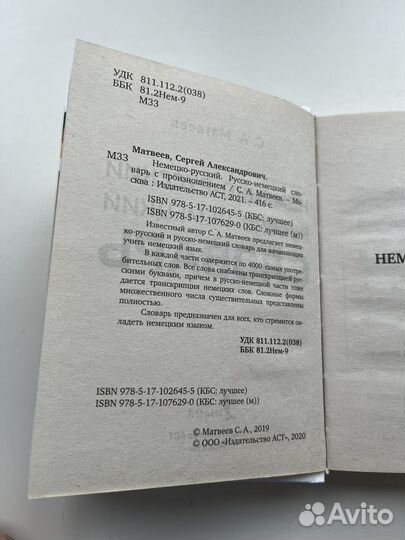 УДК 811.112.2(038)
ББК 81.2Нем-9
М33
Матвеев, Сергей Александрович.
М33 Немецко-русский. Русско-немецкий сло-
варь с произношением / С. А. Матвеев. – Мо-
сква : Издательство АСТ, 2021. – 416 с.
ISBN 978-5-17-102645-5 (КБС: лучшее)
ISBN 978-5-17-107629-0 (КБС: лучшее (м))
Известный автор С. А. Матвеев предлагает немец-
ко-русский и русско-немецкий словарь для начинающих
учить немецкий язык.
В каждой части содержится по 4000 самых употре-
бительных слов. Все слова снабжены транскрипцией ру-
сскими буквами, причем в русско-немецкой части тоже
дается транскрипция немецких слов. Сложные формы
множественного числа существительных представлены
полностью.
Словарь предназначен для всех, кто стремится ов-
ладеть немецким языком.
УДК 811.112.2(038)
ББК 81.2Нем-9
ISBN 978-5-17-102645-5 (КБС: лучшее)
ISBN 978-5-17-107629-0 (КБС: лучшее (м))
© Матвеев С. А., 2019
© ООО «Издательство АСТ», 2020
НЕМ
Avito